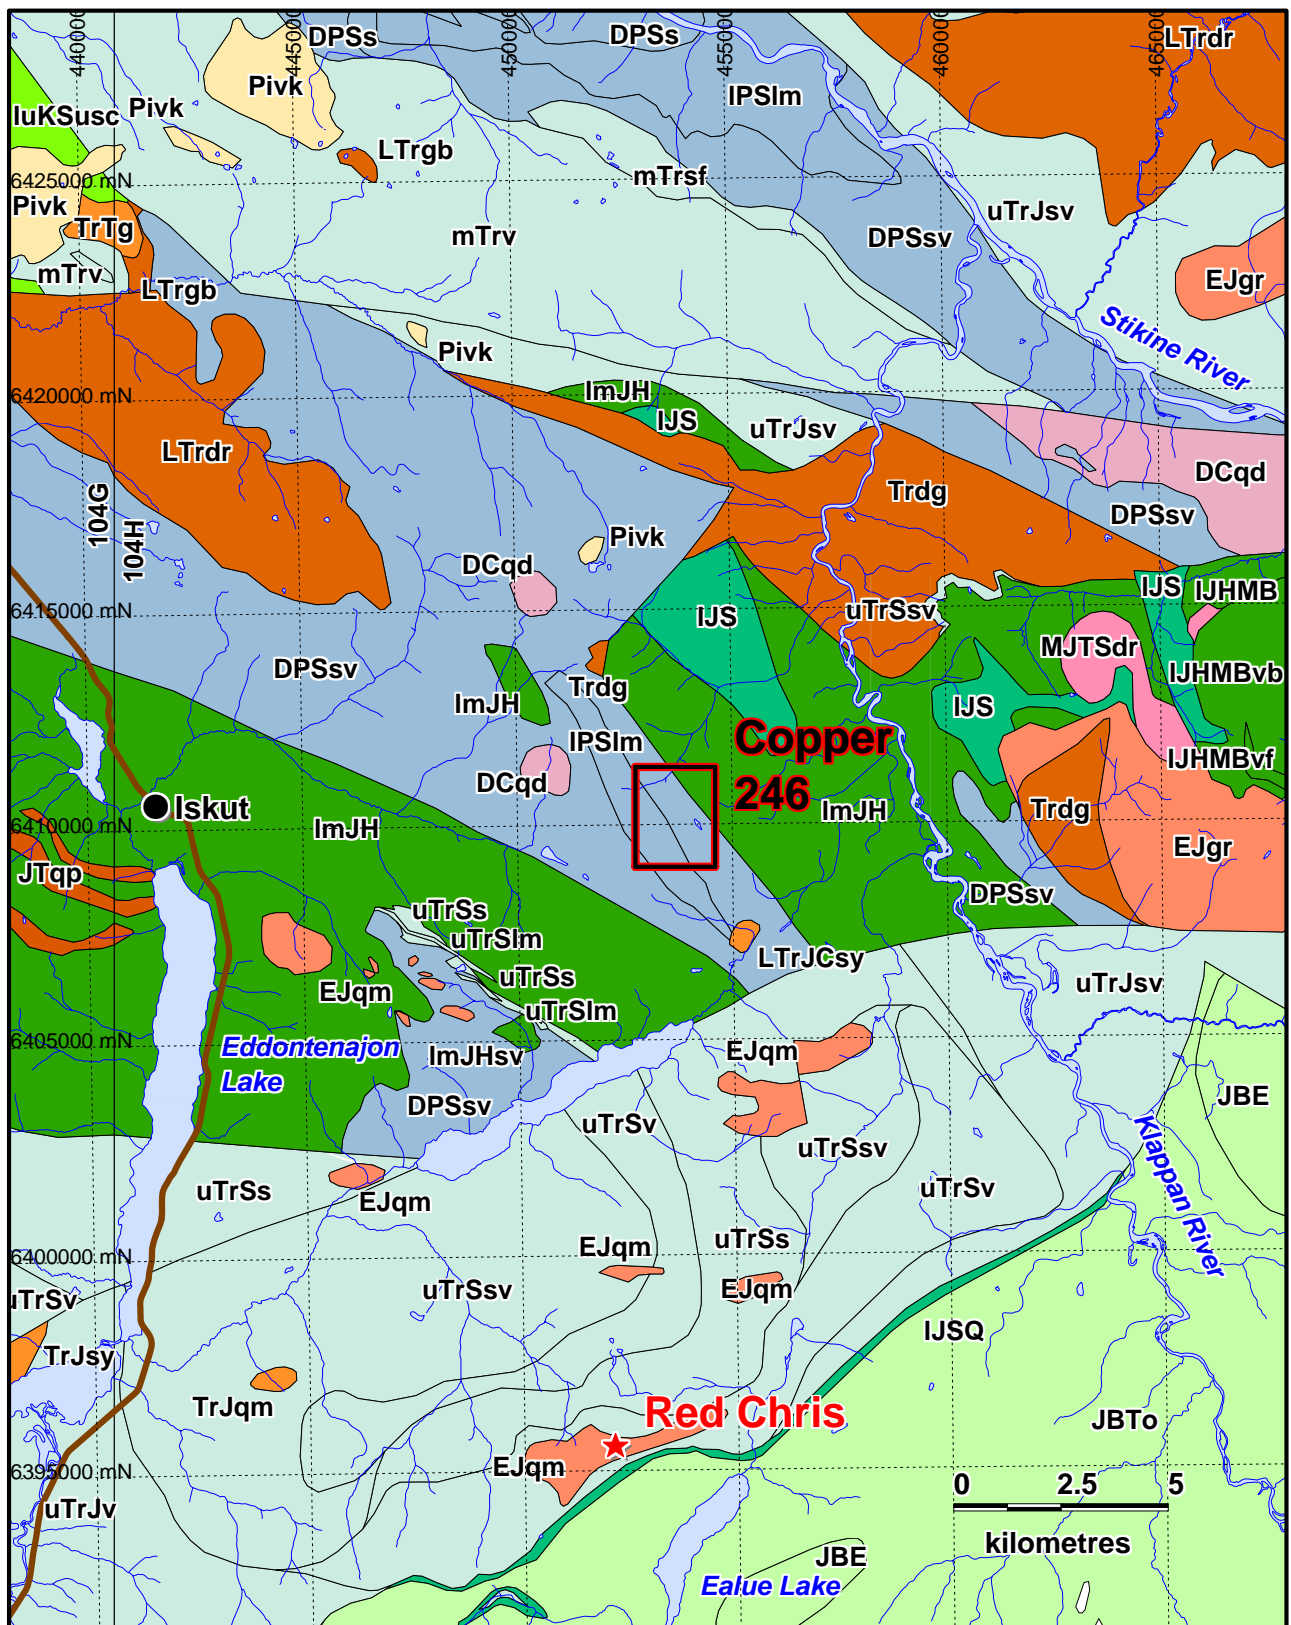 440000
445000
450000
455000
460000
465000
DPSs
DPSs
LTrdr
Pivk
IPSlm
luKSusc
Pivk
LTrgb
6425000 mN
mTrsf
Pivk
uTrJsv
TrTg
mTrv
DPSsv
mTrv
EJgr
LTrgb
Stikine River
Pivk
6420000 mN
lmJH
lJS
uTrJsv
LTrdr
DCqd
Trdg
104G
104H
DPSsv
Pivk
DCqd
6415000 mN
lJS
uTrSsv
lJS
lJHMB
MJTSdr
DPSsv
lJHMBvb
Trdg
lmJH
lJS
IPSlm
Copper
246
lJHMBvf
DCqd
Iskut
lmJH
lmJH
Trdg
6410000 mN
EJgr
JTqp
DPSsv
uTrSs
uTrSlm
LTrJCsy
uTrSs
uTrJsv
EJqm
uTrSlm
6405000 mN
Eddontenajon
Lake
lmJHsv
EJqm
DPSsv
JBE
uTrSv
uTrSsv
Klappan River
uTrSs
uTrSv
EJqm
uTrSs
EJqm
6400000 mN
uTrSsv
EJqm
uTrSv
lJSQ
TrJsy
TrJqm
Red Chris
JBTo
EJqm
6395000 mN
0 2.5 5
kilometres
uTrJv
JBE
Ealue Lake